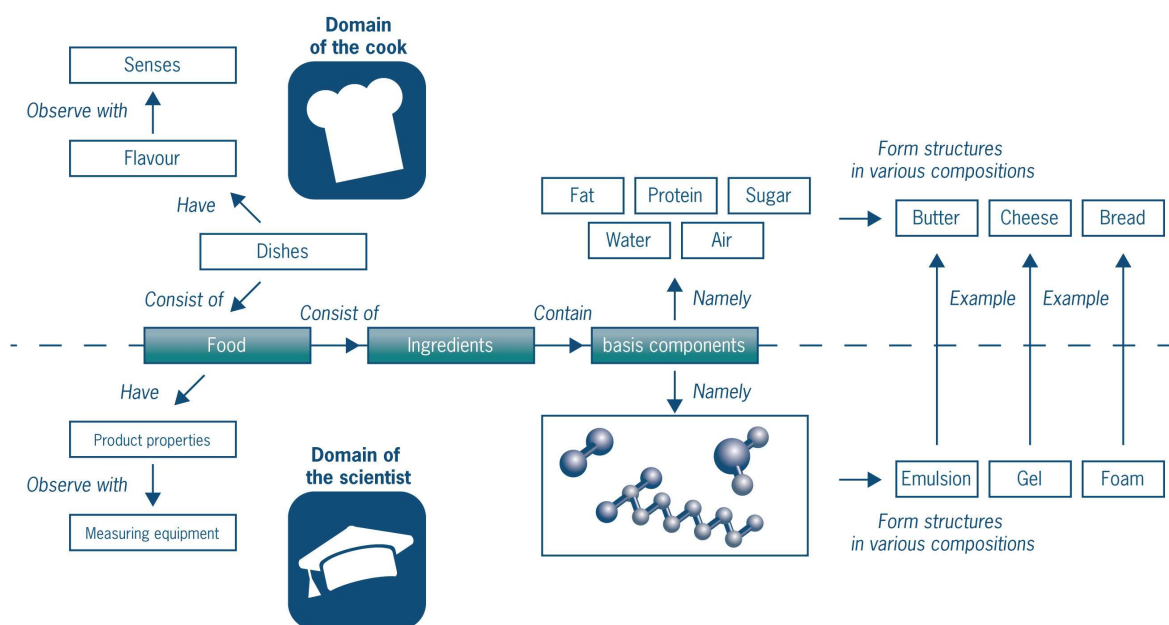 Domain
of the cook
Senses
Observe with
Flavour
Have
Dishes
Consist of
Food
Consist of
Ingredients
Contain
basis components
Namely
Fat
Protein
Sugar
Water
Air
Form structures
in various compositions
Butter
Cheese
Bread
Example
Example
Have
Product properties
Observe with
Measuring equipment
Domain of
the scientist
Namely
Emulsion
Gel
Foam
Form structures
in various compositions